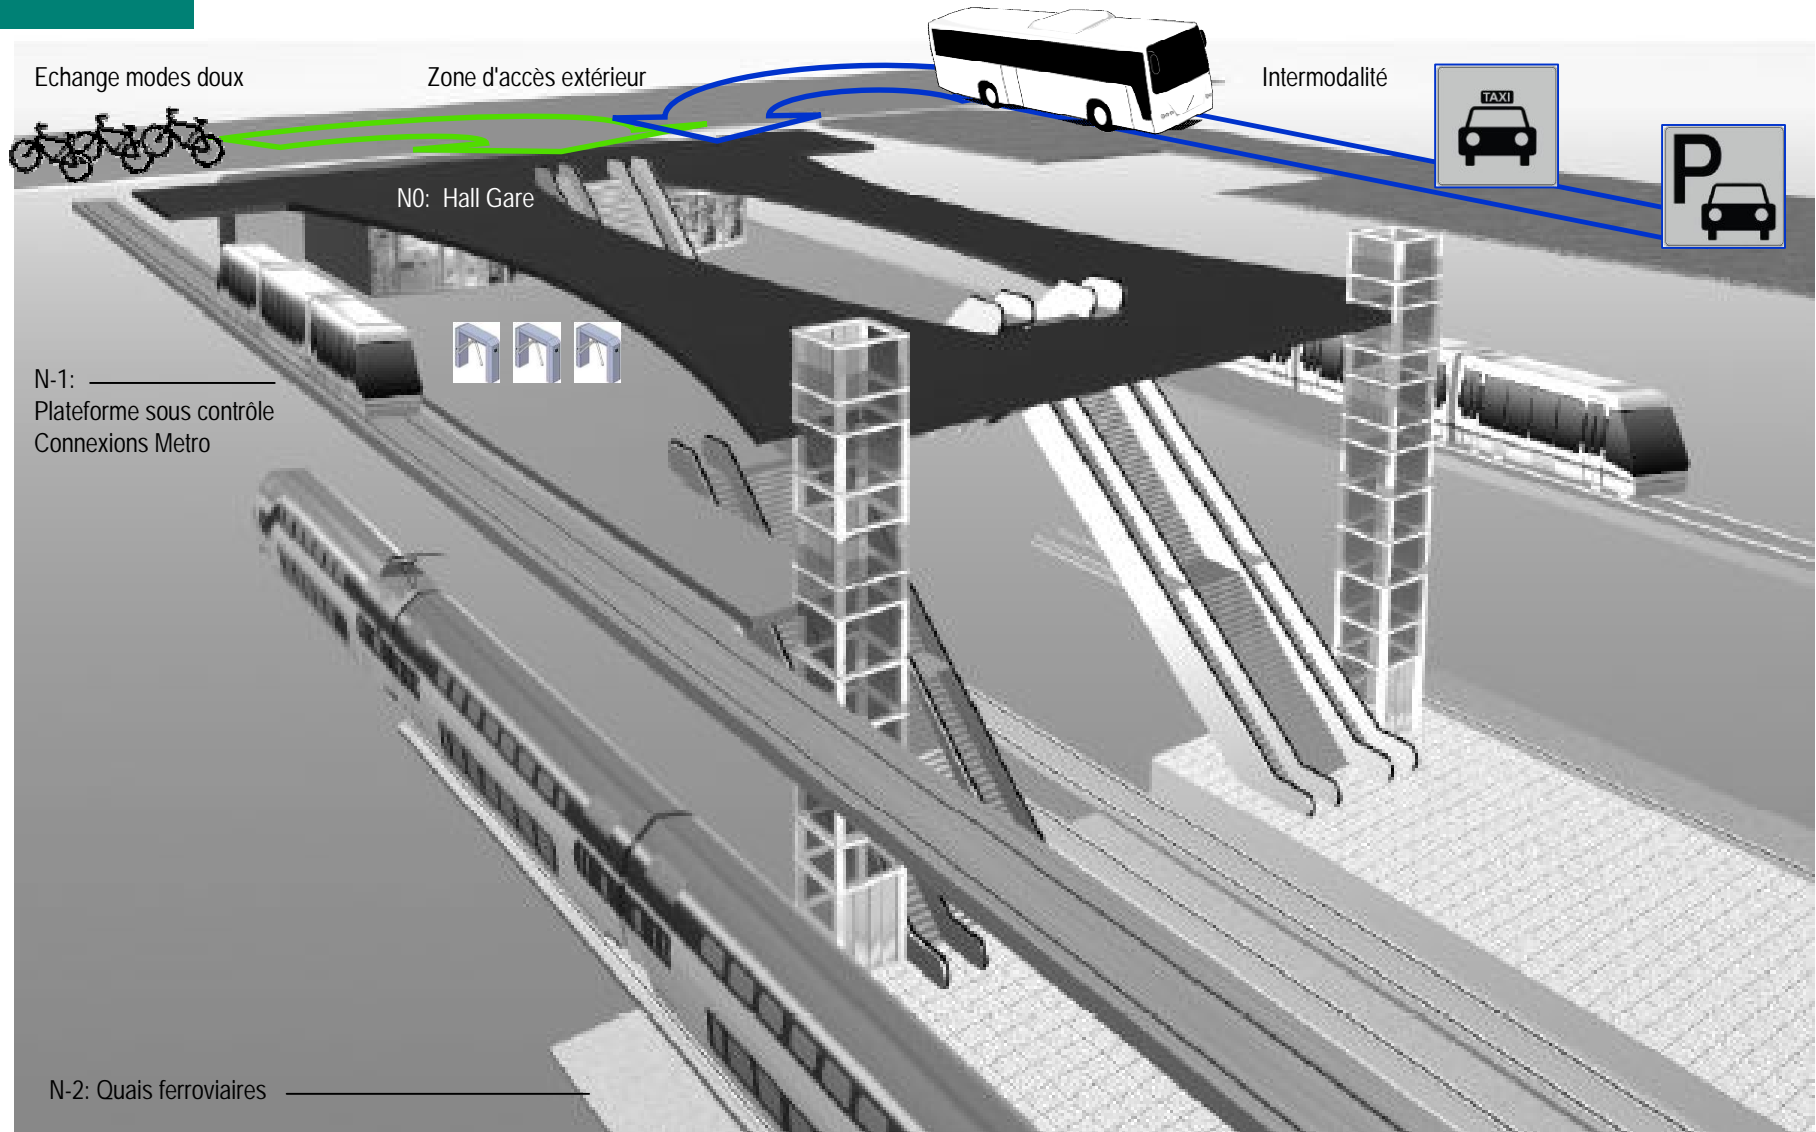 Echange modes doux
Zone d'accès extérieur
Intermodalité
TAXI
P
N0: Hall Gare
N-1:
Plateforme sous contrôle
Connexions Metro
N-2: Quais ferroviaires